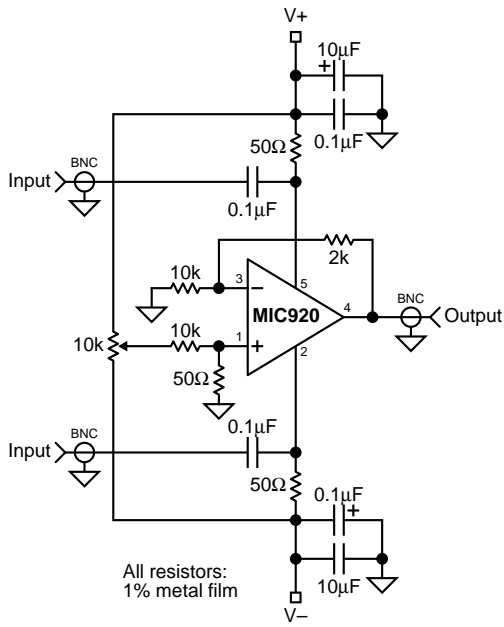 V+
10µF
+
0.1µF
50Ω
BNC
Input
0.1µF
2k
10k
3
−
5
MIC920
4
BNC
Output
10k
10k
1
+
2
50Ω
0.1µF
BNC
Input
50Ω
0.1µF
+
10µF
All resistors:
1% metal film
V−